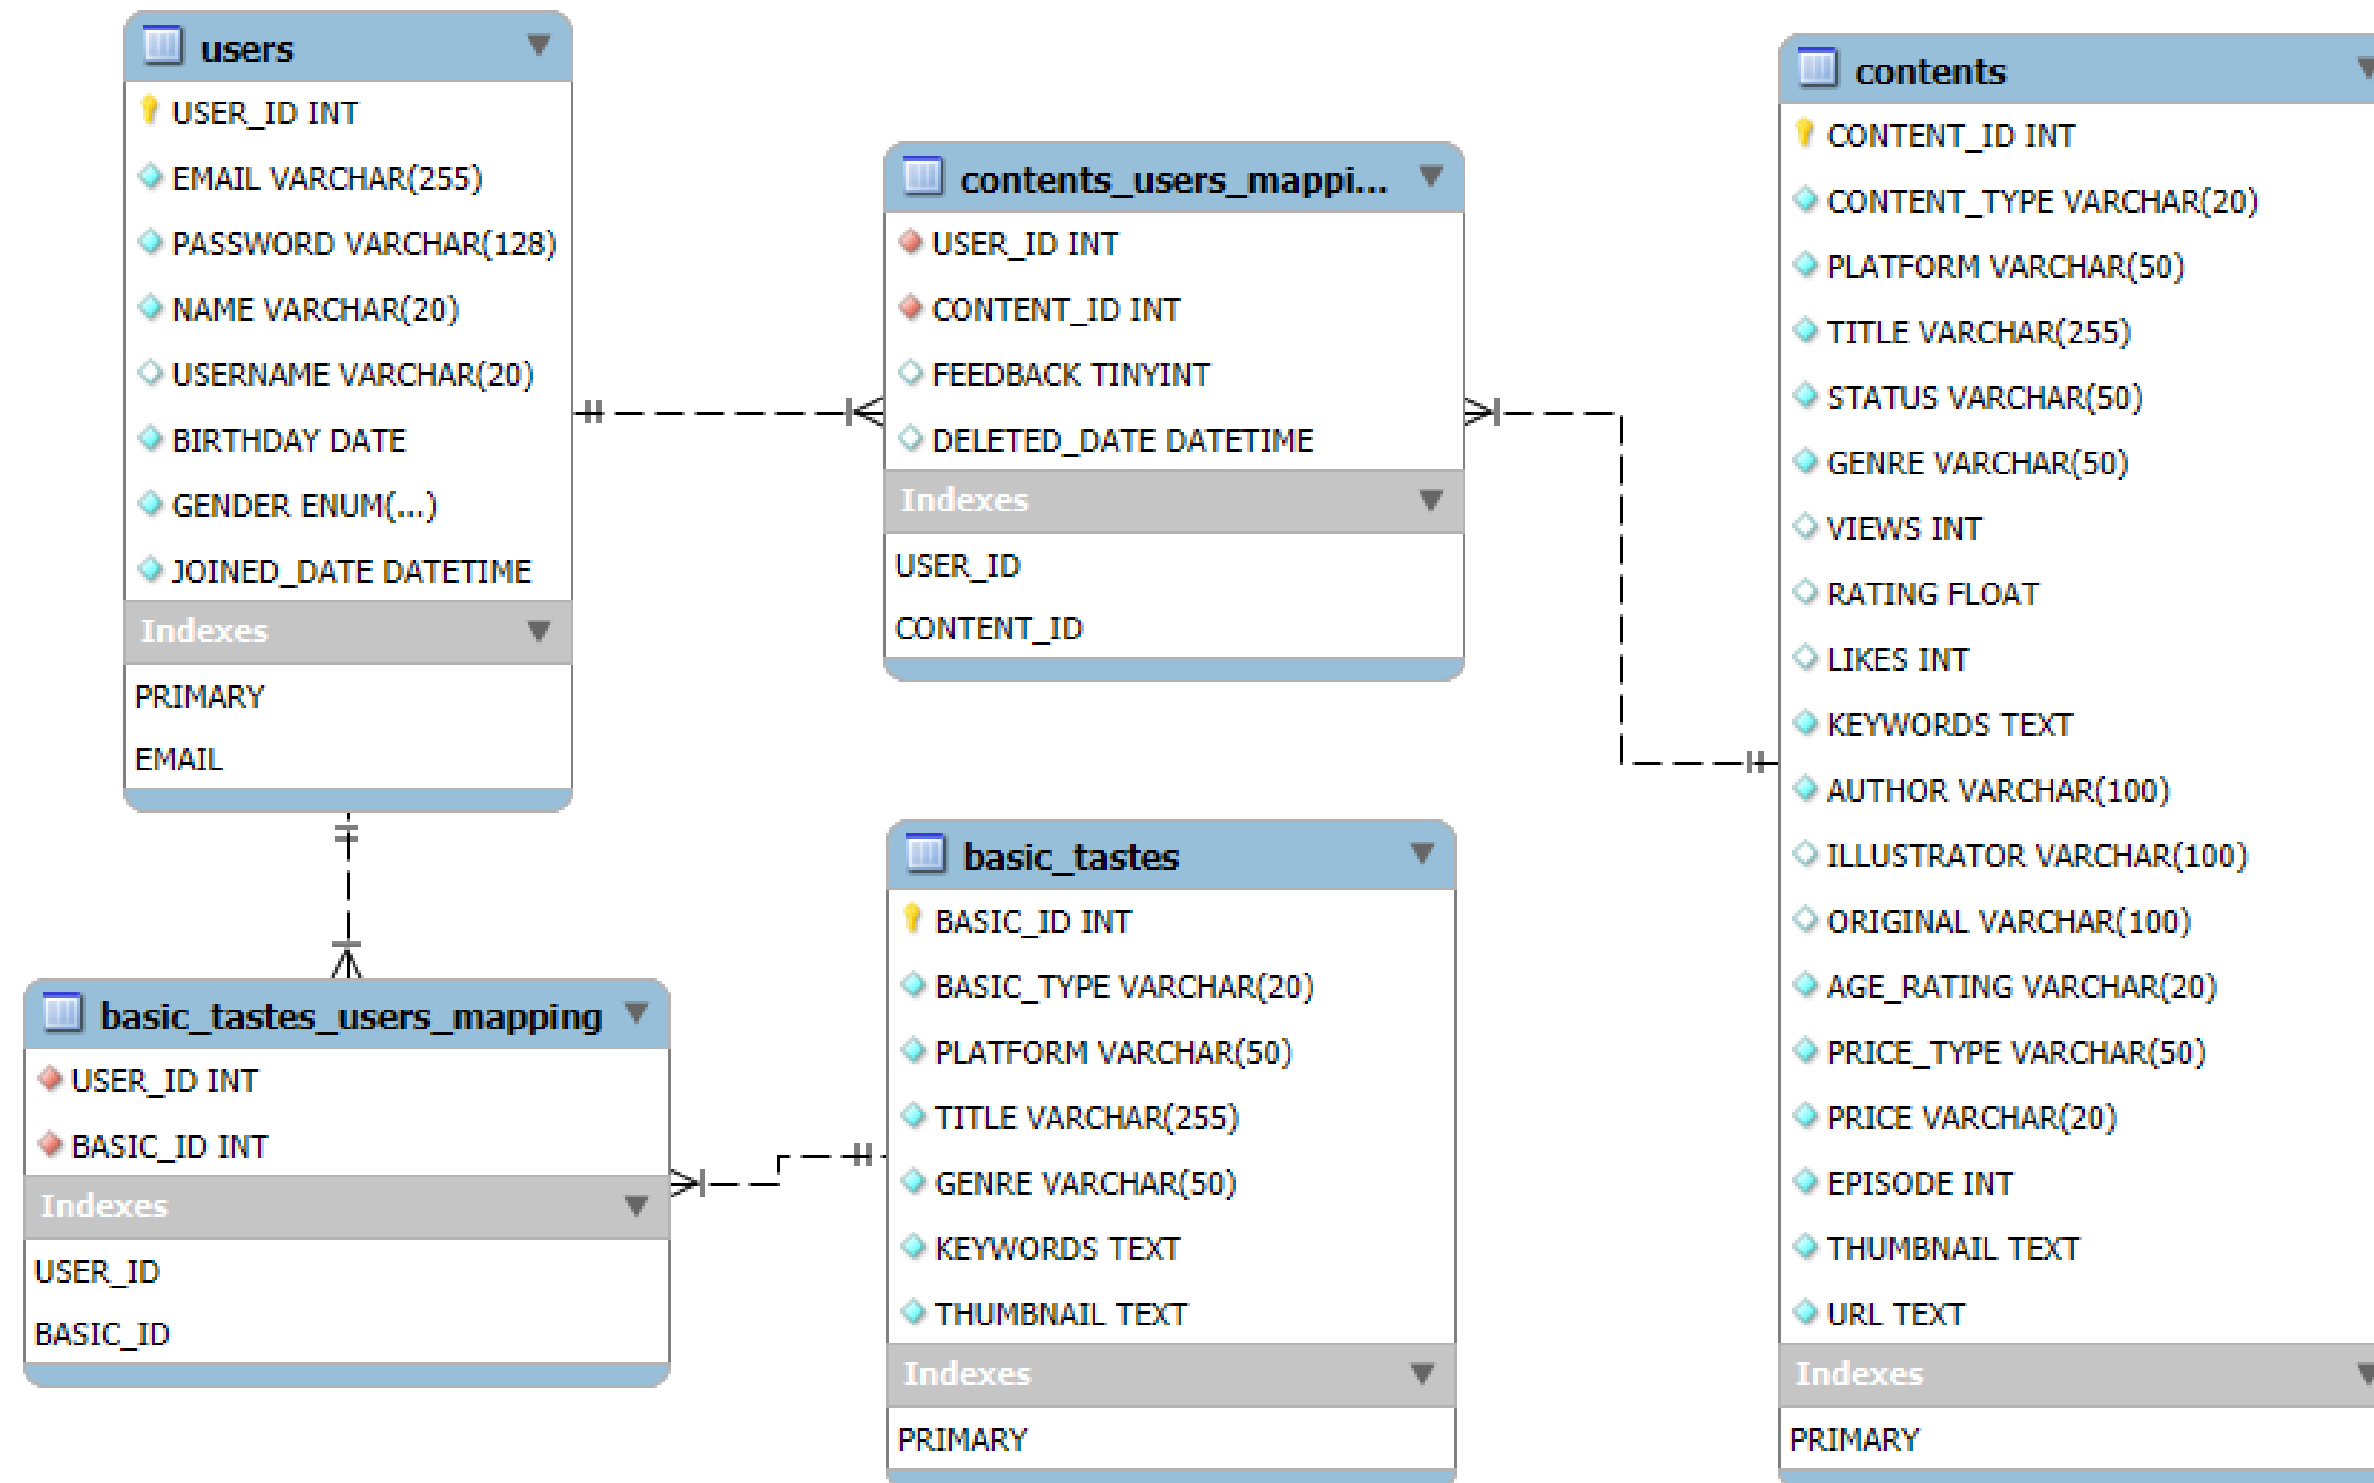 users
USER_ID INT
EMAIL VARCHAR(255)
PASSWORD VARCHAR(128)
NAME VARCHAR(20)
USERNAME VARCHAR(20)
BIRTHDAY DATE
GENDER ENUM(...)
JOINED_DATE DATETIME
Indexes
PRIMARY
EMAIL
contents_users_mappi...
USER_ID INT
CONTENT_ID INT
FEEDBACK TINYINT
DELETED_DATE DATETIME
Indexes
USER_ID
CONTENT_ID
contents
CONTENT_ID INT
CONTENT_TYPE VARCHAR(20)
PLATFORM VARCHAR(50)
TITLE VARCHAR(255)
STATUS VARCHAR(50)
GENRE VARCHAR(50)
VIEWS INT
RATING FLOAT
LIKES INT
KEYWORDS TEXT
AUTHOR VARCHAR(100)
ILLUSTRATOR VARCHAR(100)
ORIGINAL VARCHAR(100)
AGE_RATING VARCHAR(20)
PRICE_TYPE VARCHAR(50)
PRICE VARCHAR(20)
EPISODE INT
THUMBNAIL TEXT
URL TEXT
Indexes
PRIMARY
basic_tastes_users_mapping
USER_ID INT
BASIC_ID INT
Indexes
USER_ID
BASIC_ID
basic_tastes
BASIC_ID INT
BASIC_TYPE VARCHAR(20)
PLATFORM VARCHAR(50)
TITLE VARCHAR(255)
GENRE VARCHAR(50)
KEYWORDS TEXT
THUMBNAIL TEXT
Indexes
PRIMARY